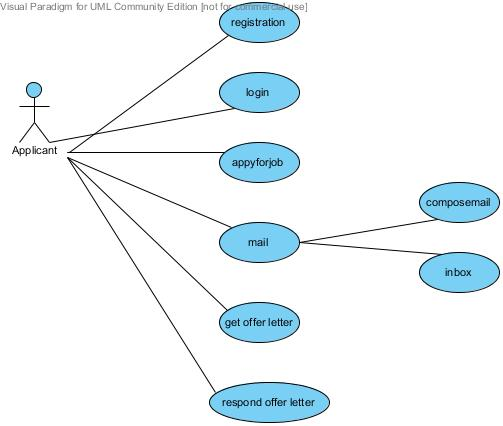 Visual Paradigm for UML Community Edition [not for commercial use]
registration
login
Applicant
appyforjob
composemail
mail
inbox
get offer letter
respond offer letter